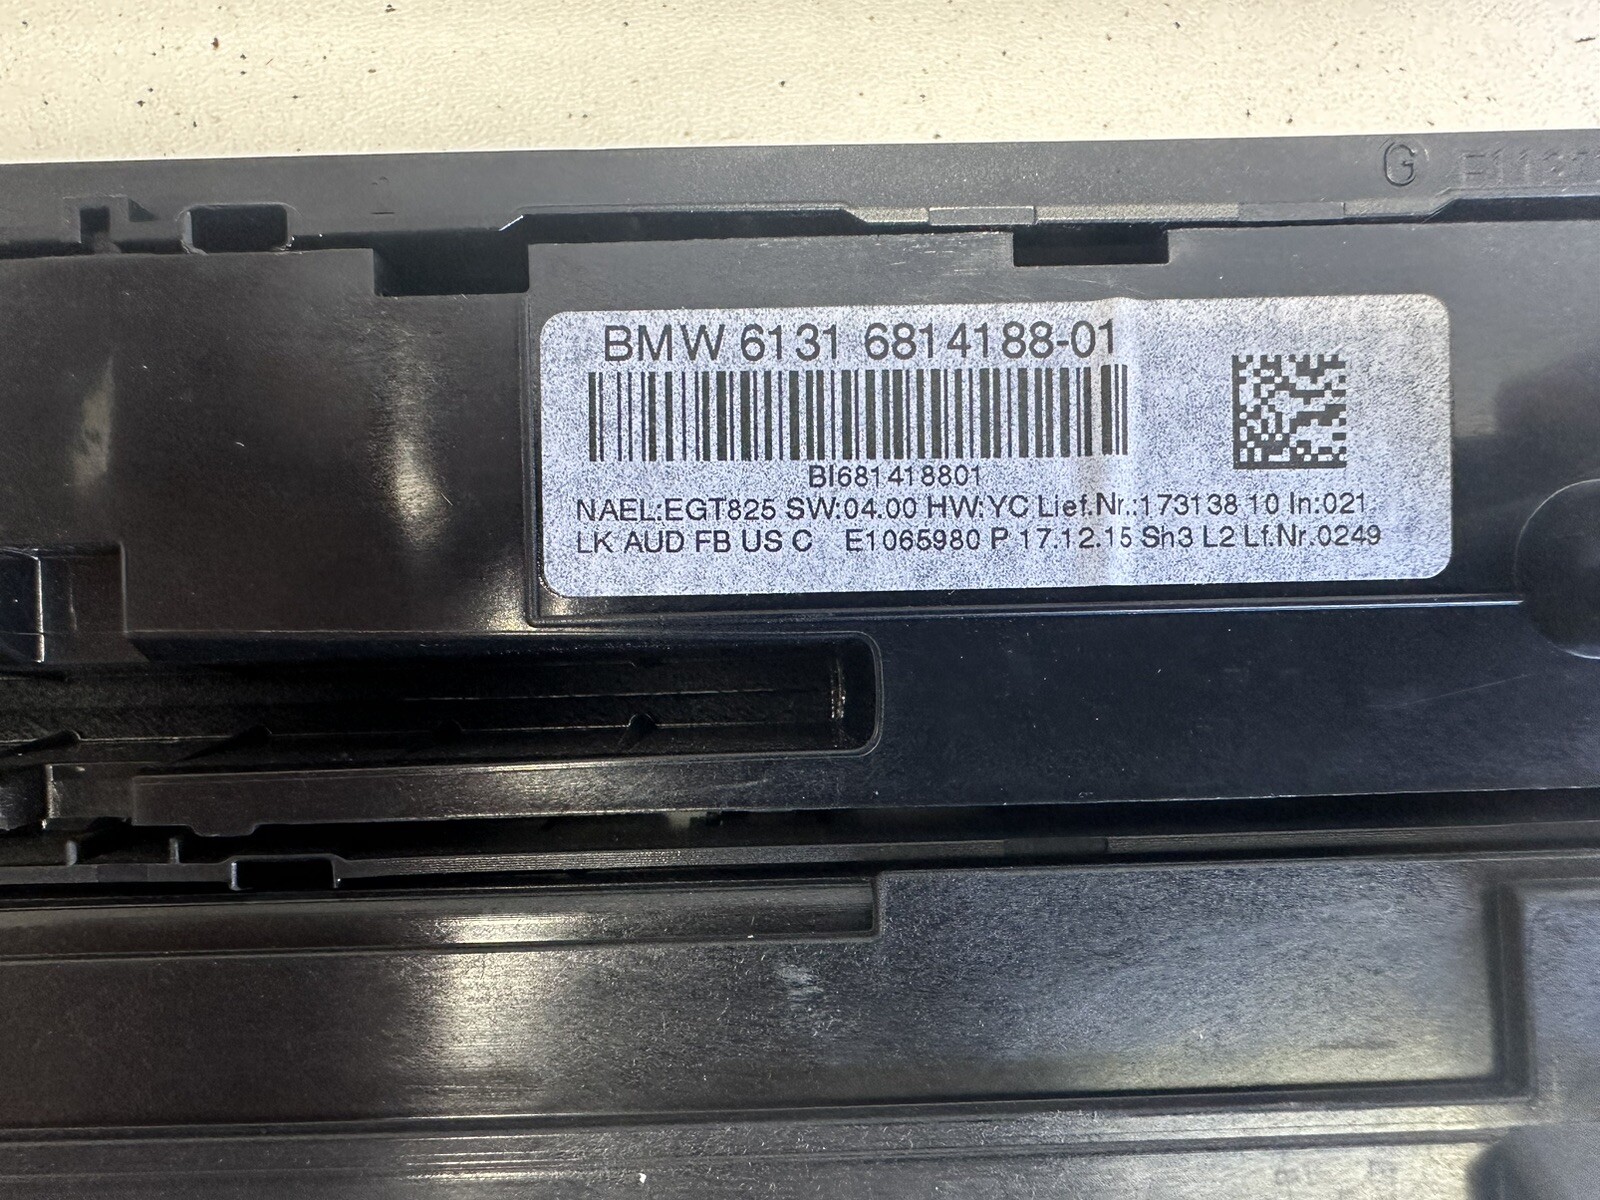 G
BMW 6131 6814188-01
BI681418801
NAEL:EGT825 SW:04.00 HW:YC Lief.Nr.:173138 10 In:021
LK AUD FB US C E1065980 P 17.12.15 Sh3 L2 Lf.Nr.0249